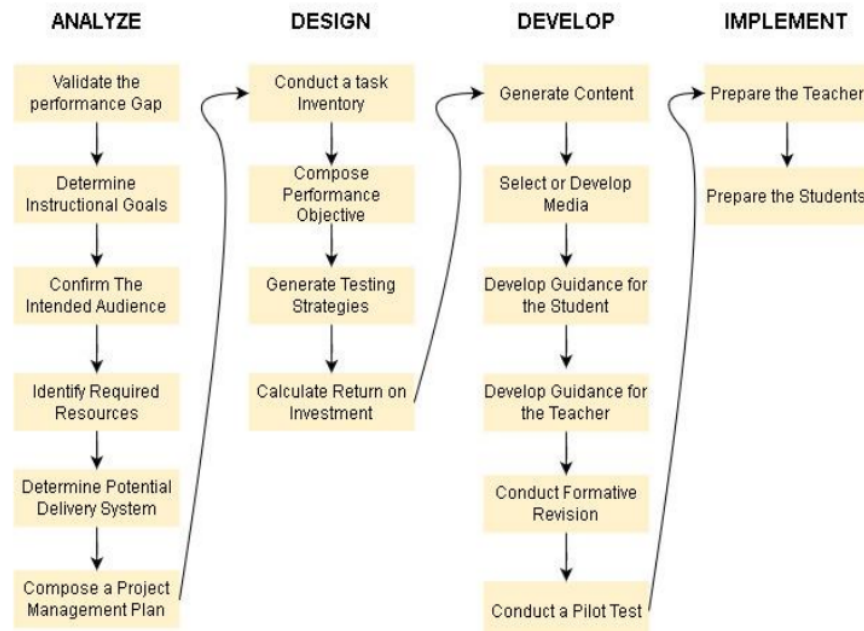 ANALYZE
Validate the
performance Gap
Determine
Instructional Goals
Confirm The
Intended Audience
Identify Required
Resources
Determine Potential
Delivery System
Compose a Project
Management Plan
DESIGN
Conduct a task
Inventory
Compose
Performance
Objective
Generate Testing
Strategies
Calculate Return on
Investment
DEVELOP
Generate Content
Select or Develop
Media
Develop Guidance for
the Student
Develop Guidance for
the Teacher
Conduct Formative
Revision
Conduct a Pilot Test
IMPLEMENT
Prepare the Teacher
Prepare the Students